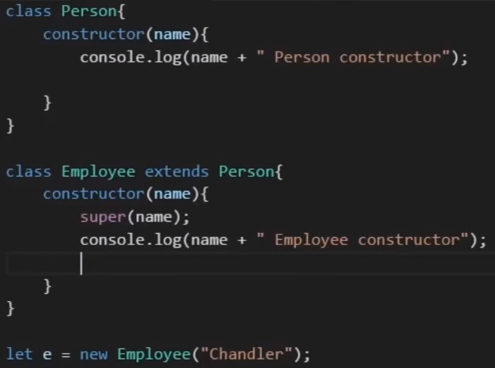 class Person{
    constructor(name){
        console.log(name + " Person constructor");
    }
}
class Employee extends Person{
    constructor(name){
        super(name);
        console.log(name + " Employee constructor");
    }
}
let e = new Employee("Chandler");